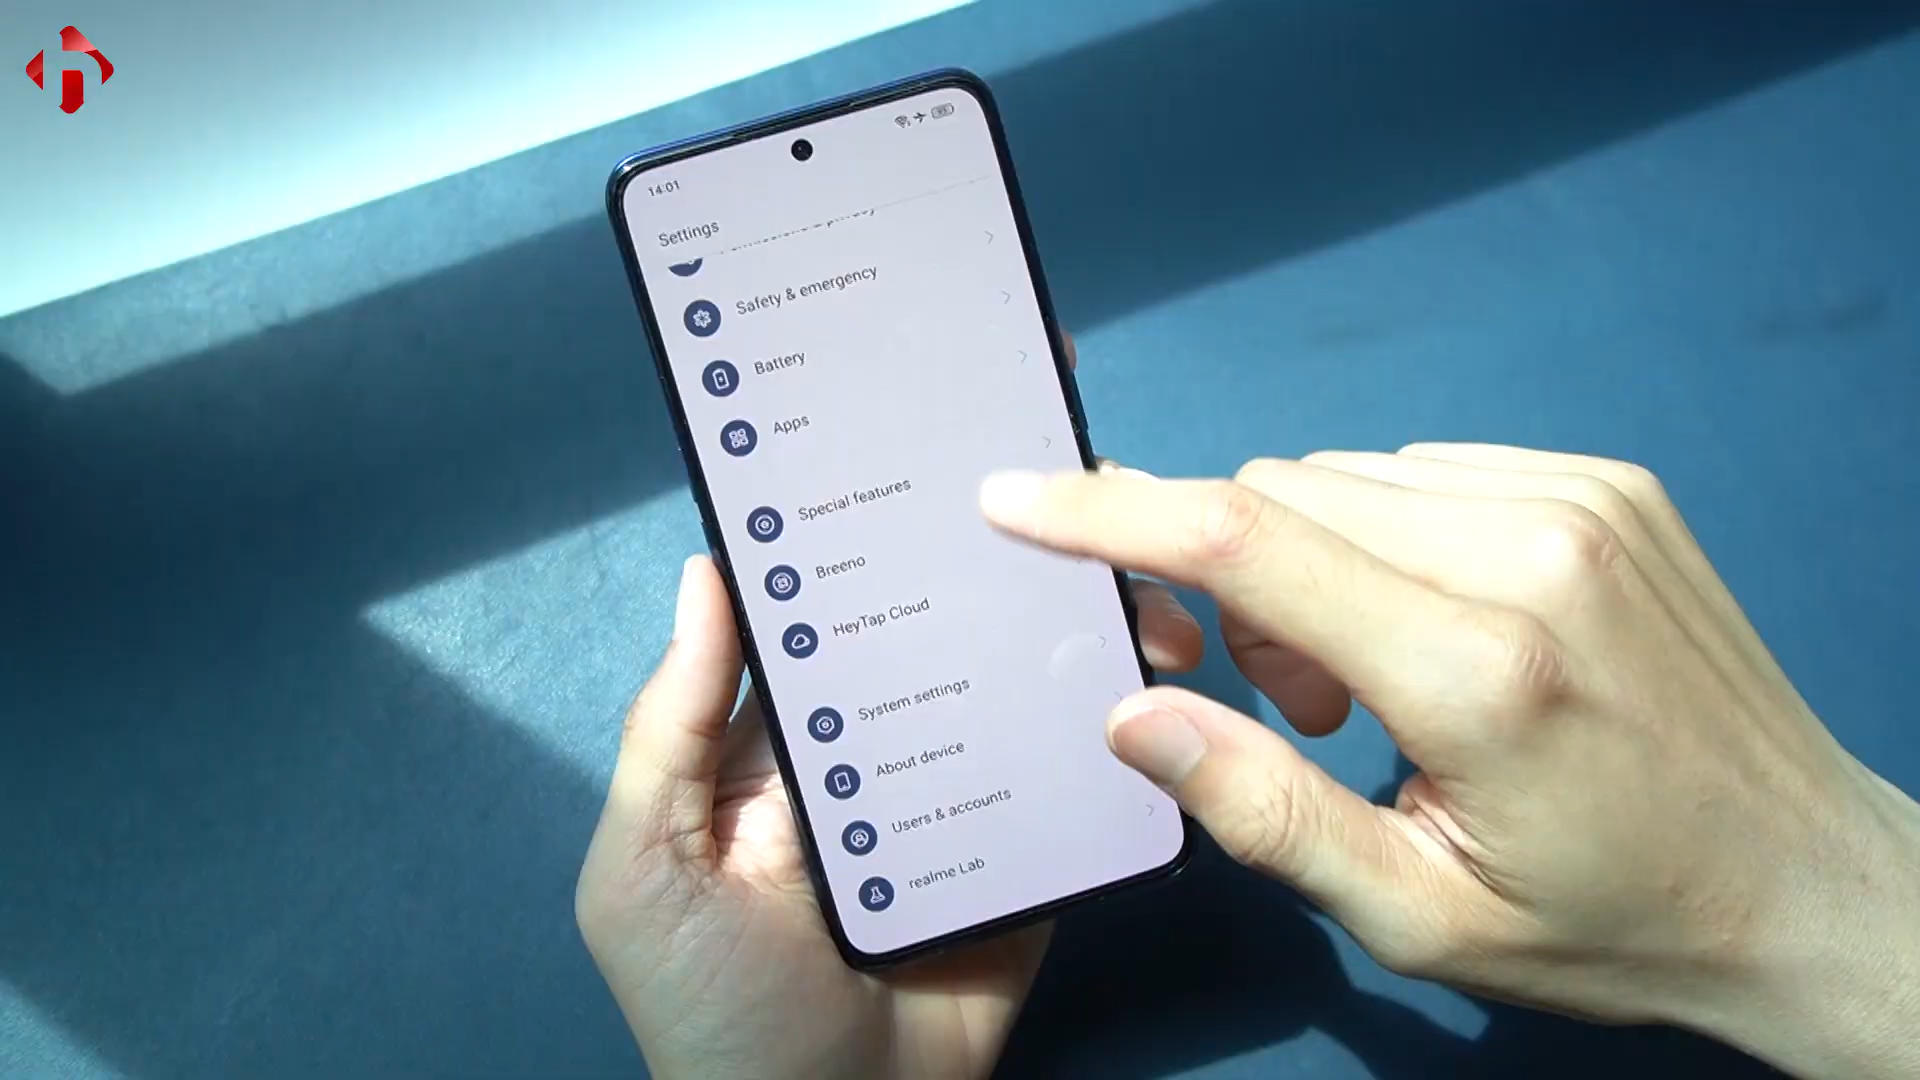 14:01
Settings
Safety & emergency
Battery
Apps
Special features
Breeno
HeyTap Cloud
System settings
About device
Users & accounts
realme Lab